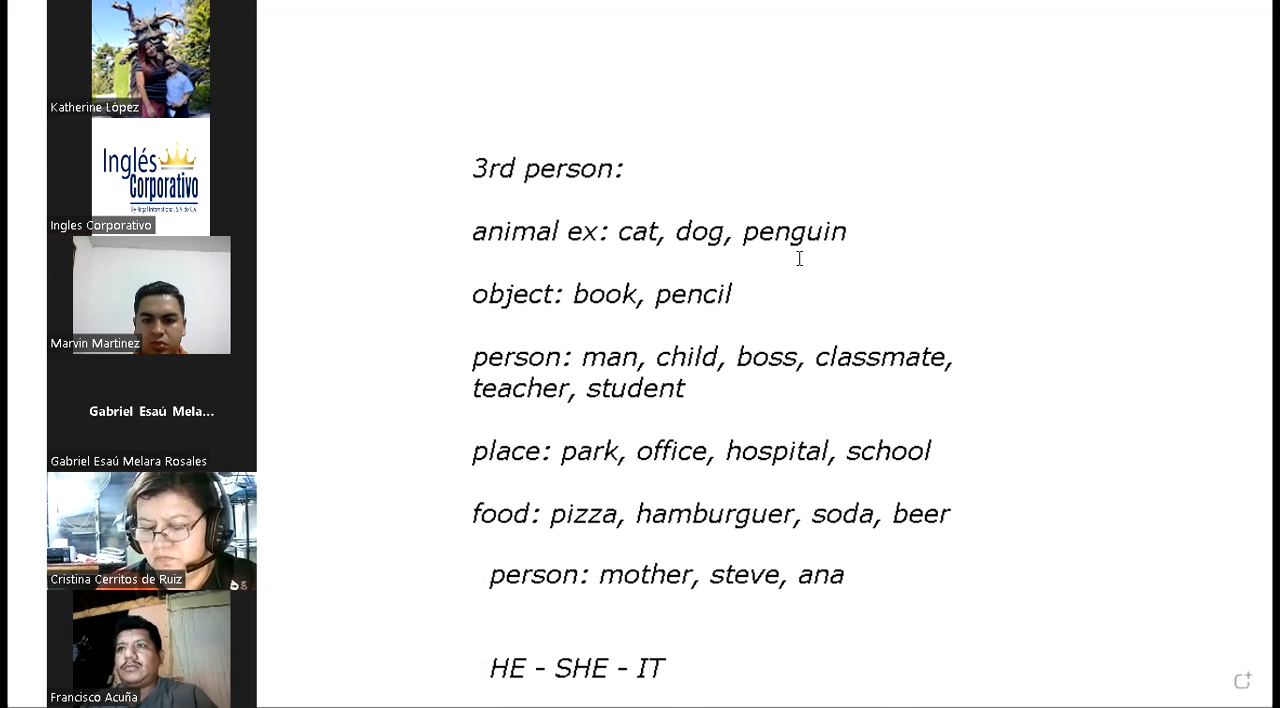 Katherine López
Inglés
Corporativo
Ingles Corporativo
Marvin Martinez
Gabriel Esaú Mela...
Gabriel Esaú Melara Rosales
Cristina Cerritos de Ruiz
Francisco Acuña
3rd person:
animal ex: cat, dog, penguin
object: book, pencil
person: man, child, boss, classmate,
teacher, student
place: park, office, hospital, school
food: pizza, hamburguer, soda, beer
person: mother, steve, ana
HE - SHE - IT